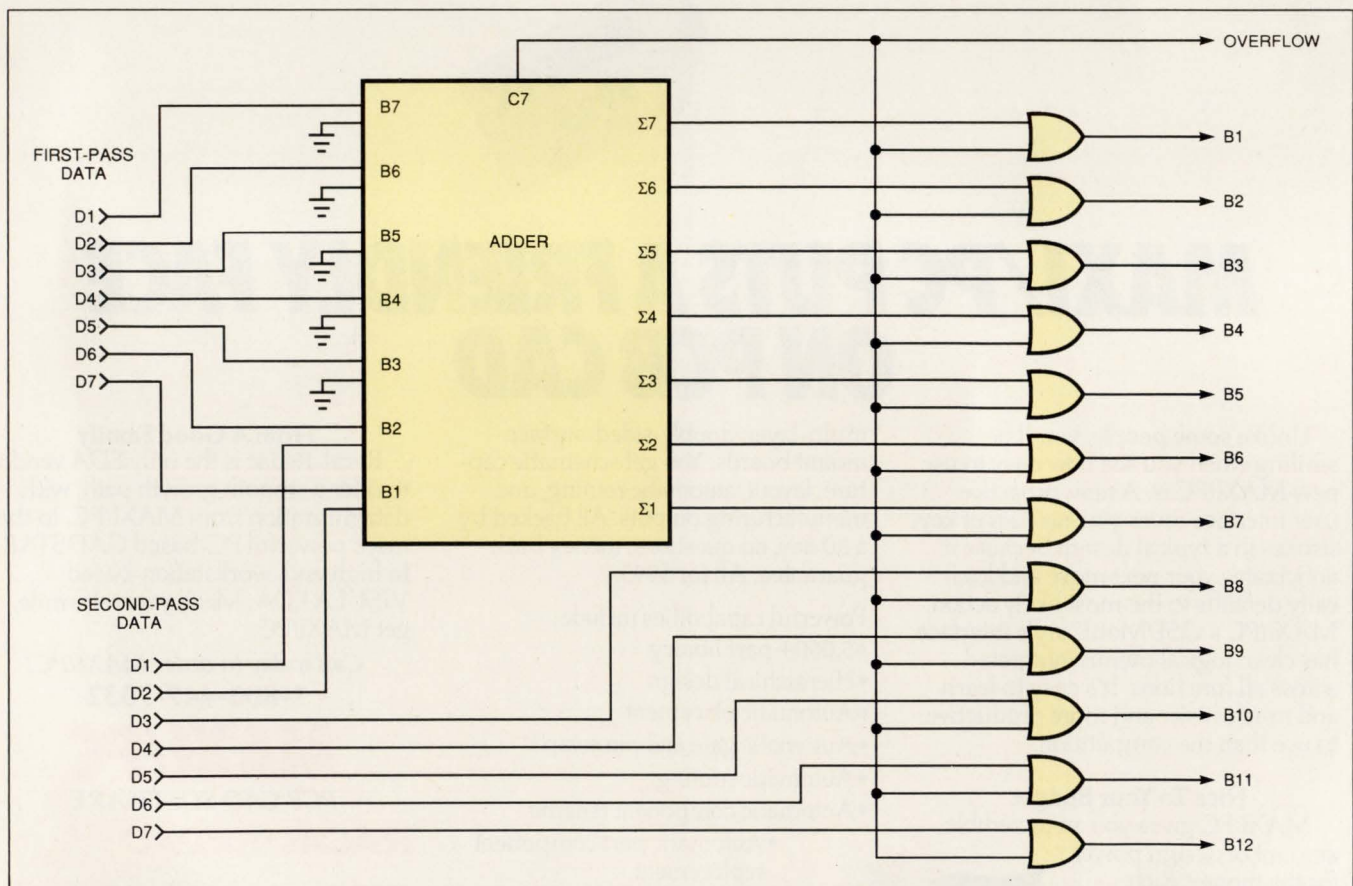 OVERFLOW
C7
B7
Σ7
B1
FIRST-PASS
DATA
B6
Σ6
B2
D1
D2
D3
D4
D5
D6
D7
B5
ADDER
Σ5
B3
B4
Σ4
B4
B3
Σ3
B5
B2
Σ2
B6
B1
Σ1
B7
B8
SECOND-PASS
DATA
D1
D2
D3
D4
D5
D6
D7
B9
B10
B11
B12